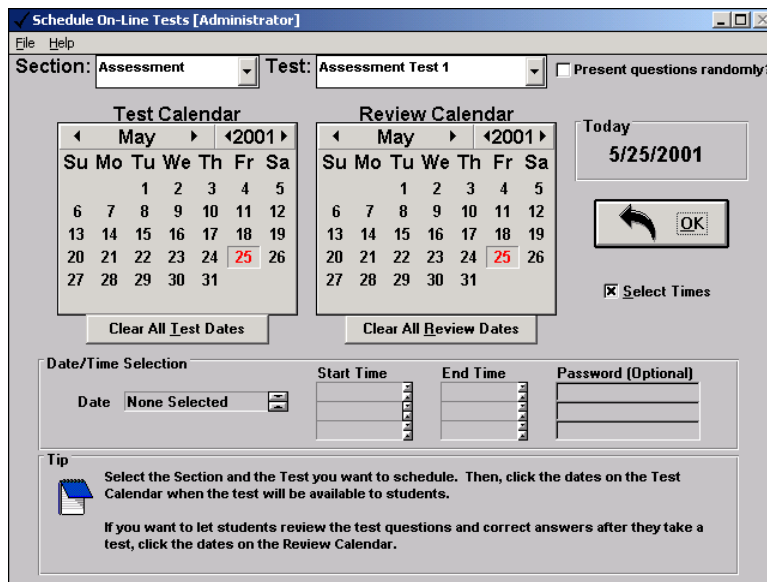 Schedule On-Line Tests [Administrator]
File Help
Section: Assessment Test: Assessment Test 1 Present questions randomly?
Test Calendar Review Calendar
May 2001 May 2001
Su Mo Tu We Th Fr Sa Su Mo Tu We Th Fr Sa
1 2 3 4 5 1 2 3 4 5
6 7 8 9 10 11 12 6 7 8 9 10 11 12
13 14 15 16 17 18 19 13 14 15 16 17 18 19
20 21 22 23 24 25 26 20 21 22 23 24 25 26
27 28 29 30 31 27 28 29 30 31
Clear All Test Dates Clear All Review Dates
Today
5/25/2001
OK
Select Times
Date/Time Selection
Start Time End Time Password (Optional)
Date None Selected
Tip
Select the Section and the Test you want to schedule. Then, click the dates on the Test
Calendar when the test will be available to students.
If you want to let students review the test questions and correct answers after they take a
test, click the dates on the Review Calendar.